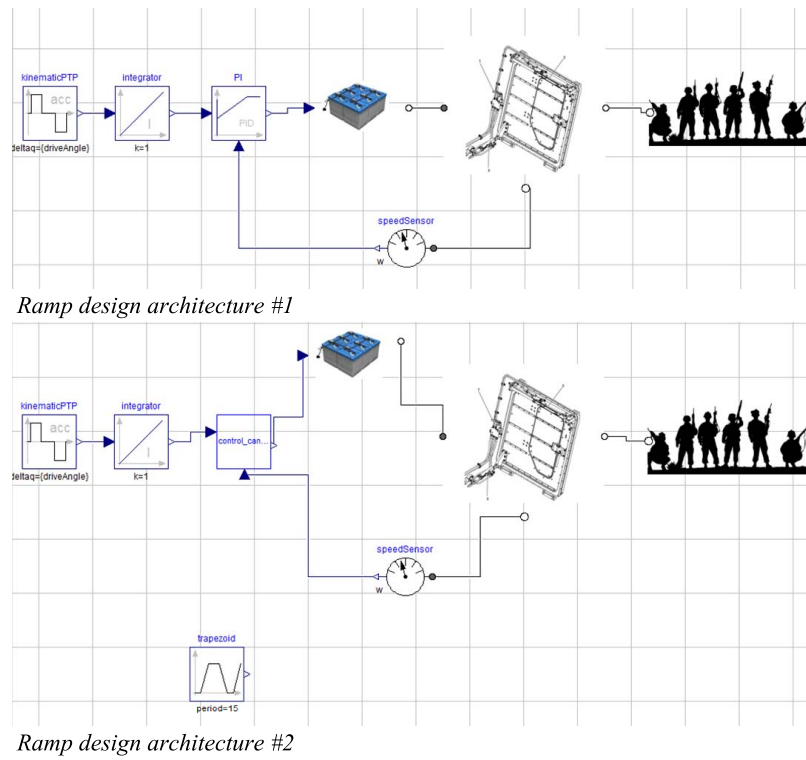 kinematicPTP integrator PI
acc I PID
deltaq={driveAngle} k=1
speedSensor
w
Ramp design architecture #1
kinematicPTP integrator
acc I control_can...
deltaq={driveAngle} k=1
speedSensor
w
trapezoid
period=15
Ramp design architecture #2